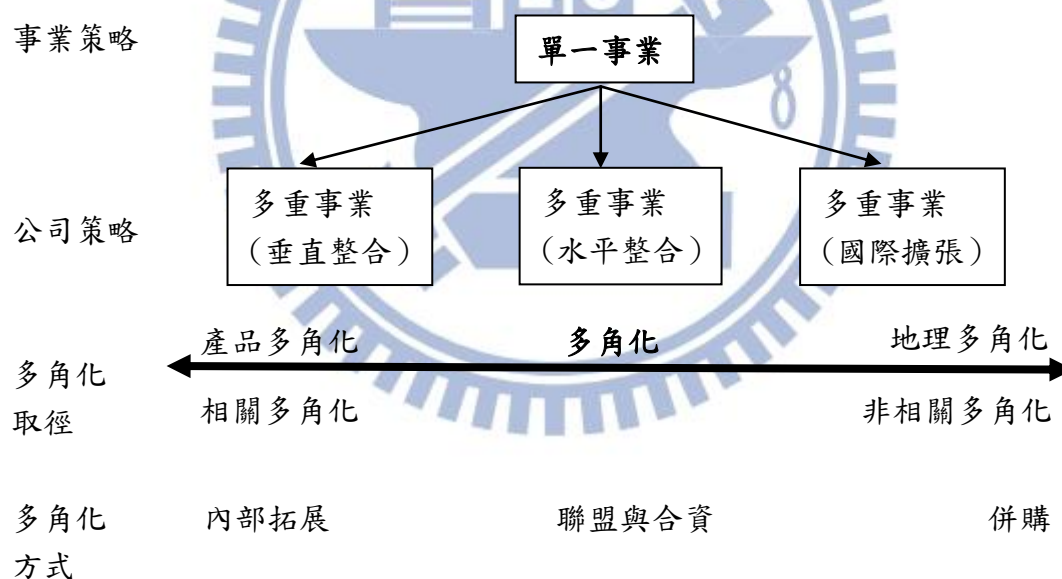 事業策略
單一事業
公司策略
多重事業
（垂直整合）
多重事業
（水平整合）
多重事業
（國際擴張）
多角化
取徑
產品多角化
多角化
地理多角化
相關多角化
非相關多角化
多角化
方式
內部拓展
聯盟與合資
併購